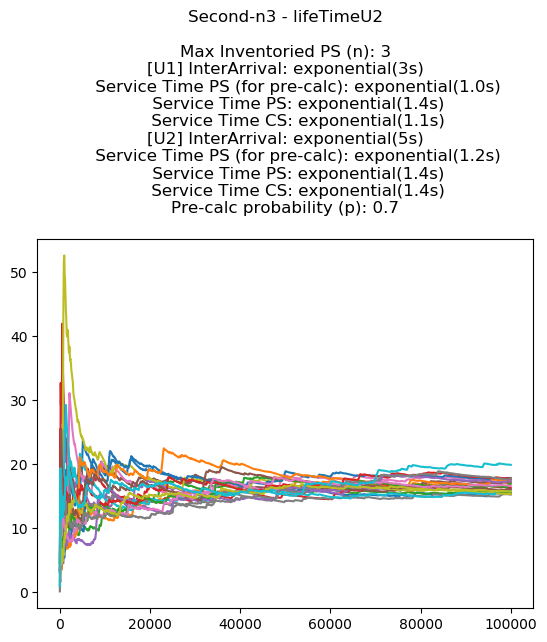 Second-n3 - lifeTimeU2
Max Inventoried PS (n): 3
[U1] InterArrival: exponential(3s)
Service Time PS (for pre-calc): exponential(1.0s)
Service Time PS: exponential(1.4s)
Service Time CS: exponential(1.1s)
[U2] InterArrival: exponential(5s)
Service Time PS (for pre-calc): exponential(1.2s)
Service Time PS: exponential(1.4s)
Service Time CS: exponential(1.4s)
Pre-calc probability (p): 0.7
50
40
30
20
10
0
0 20000 40000 60000 80000 100000